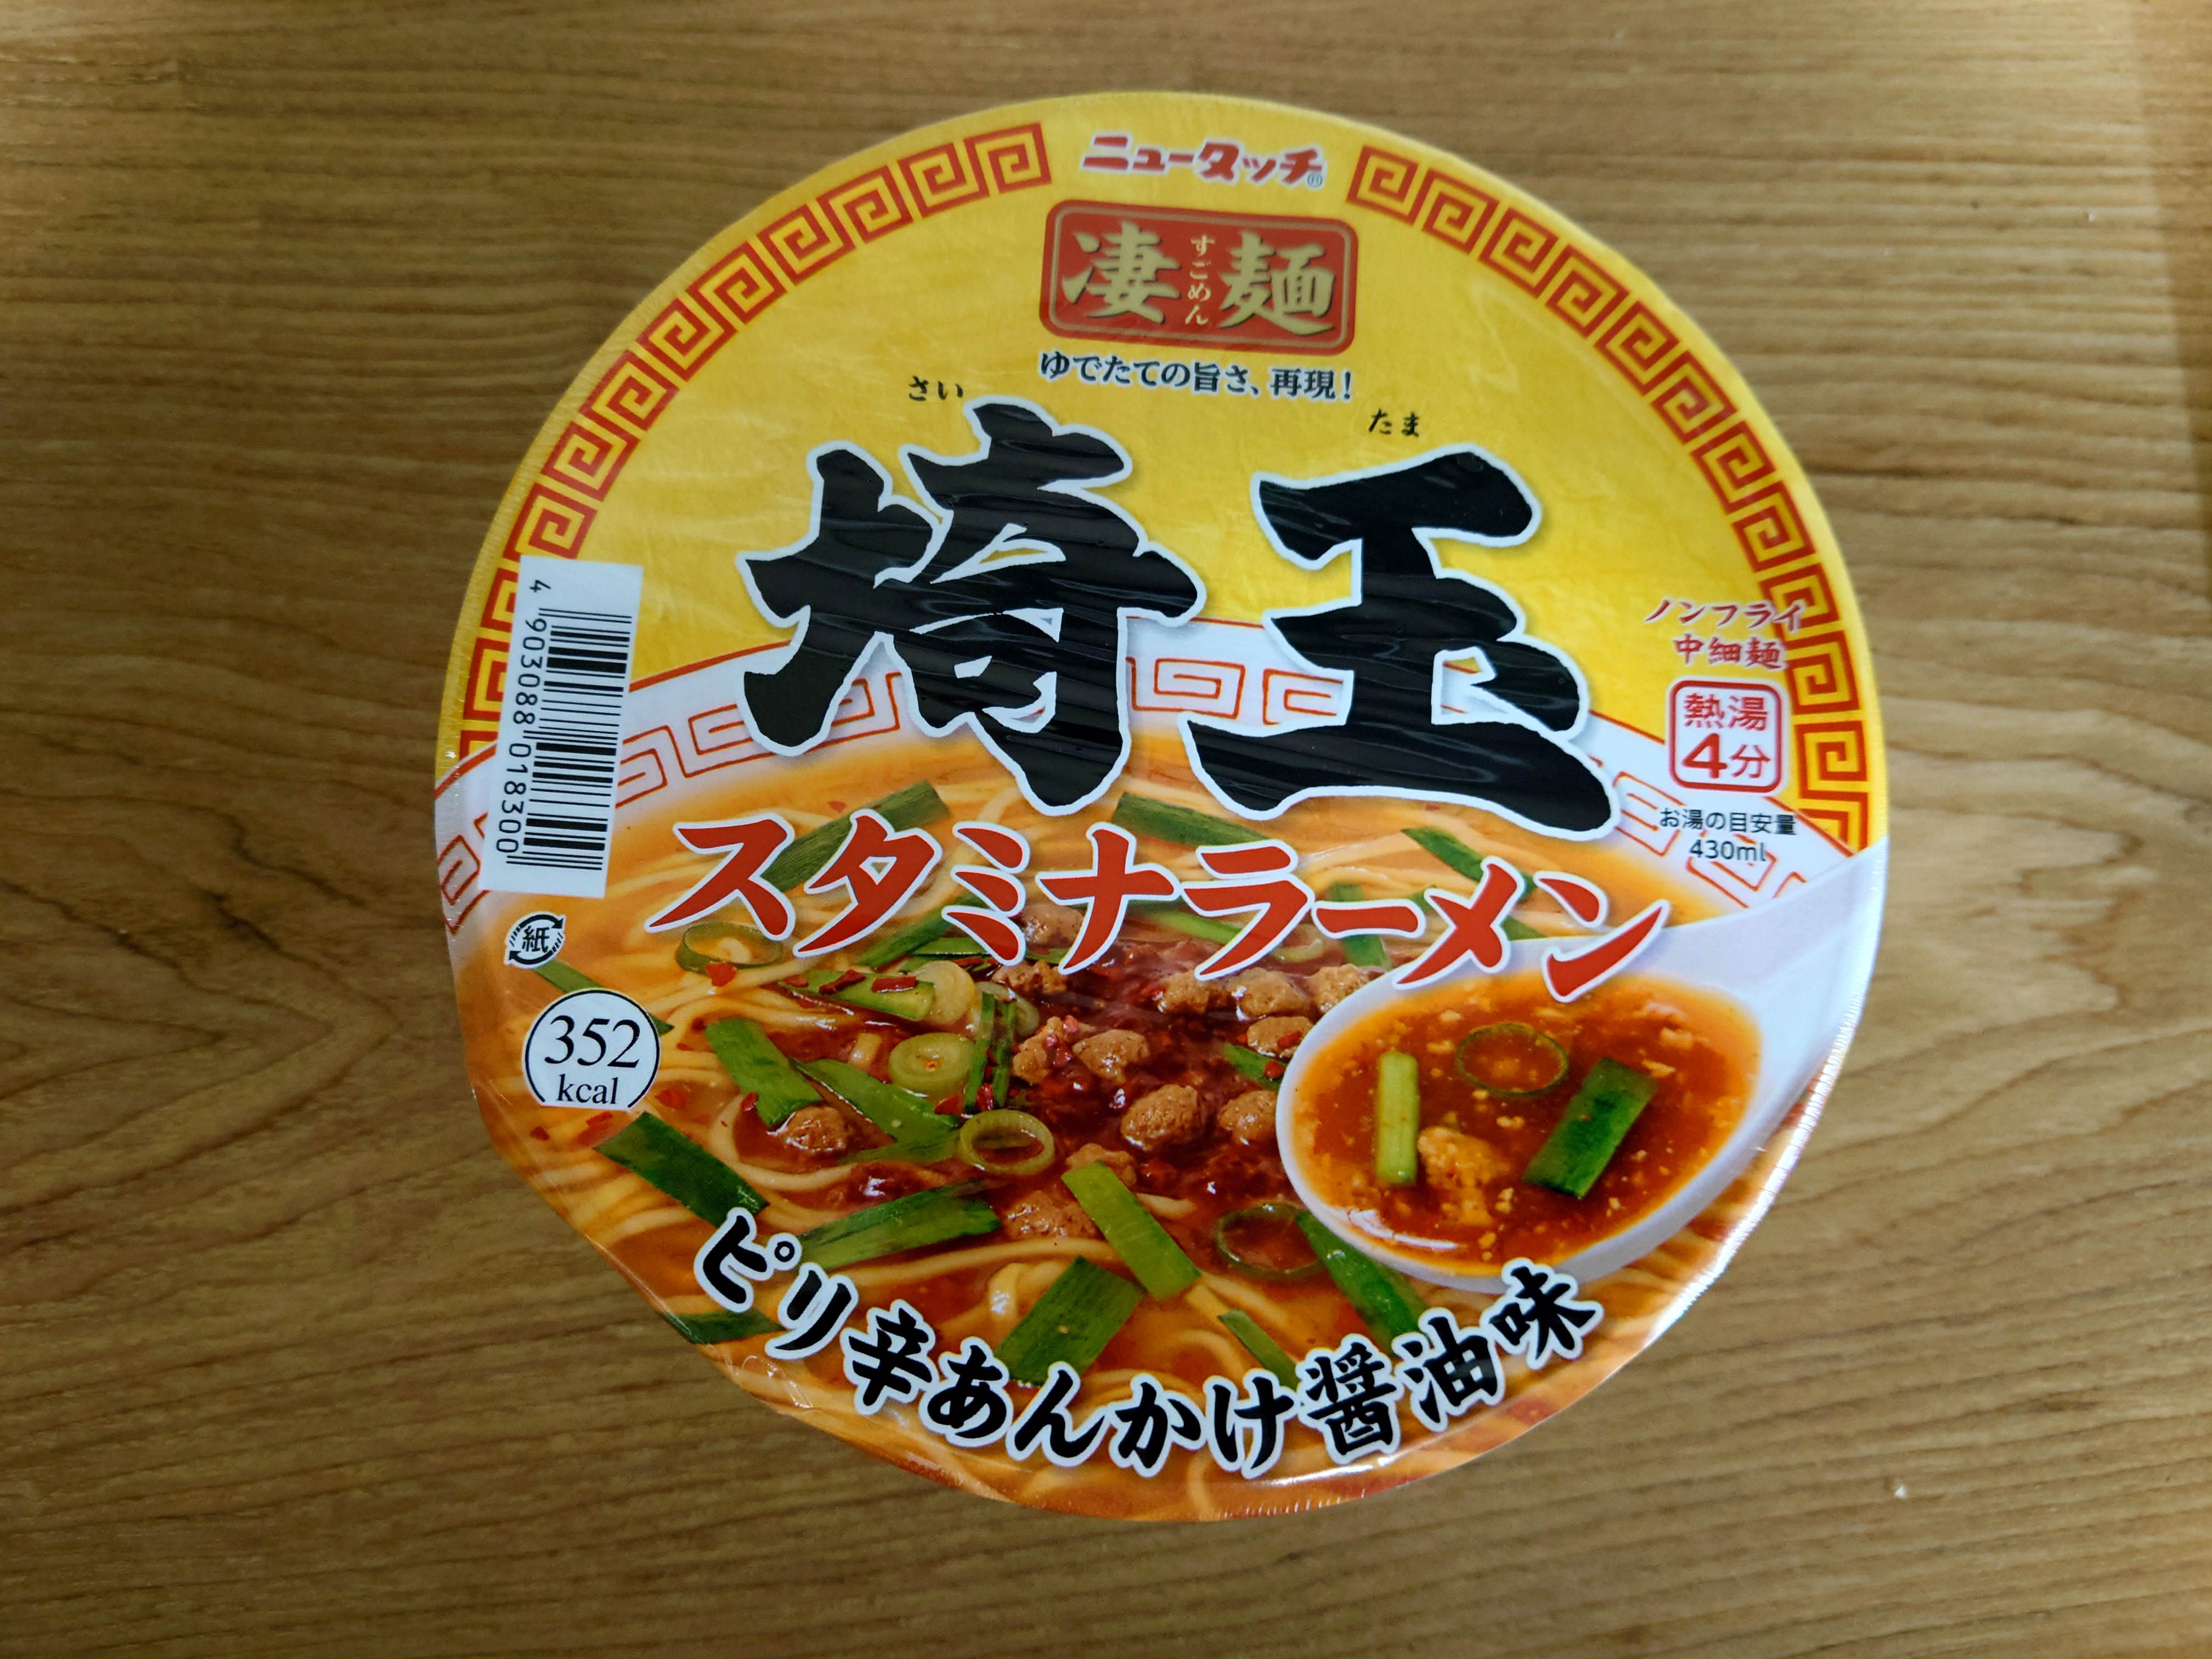 ニュータッチ®
凄麺
すごめん
ゆでたての旨さ、再現!
さい たま
埼玉
ノンフライ
中細麺
熱湯
4分
お湯の目安量
430ml
スタミナラーメン
4 903088 018300
紙
352
kcal
ピリ辛あんかけ醤油味